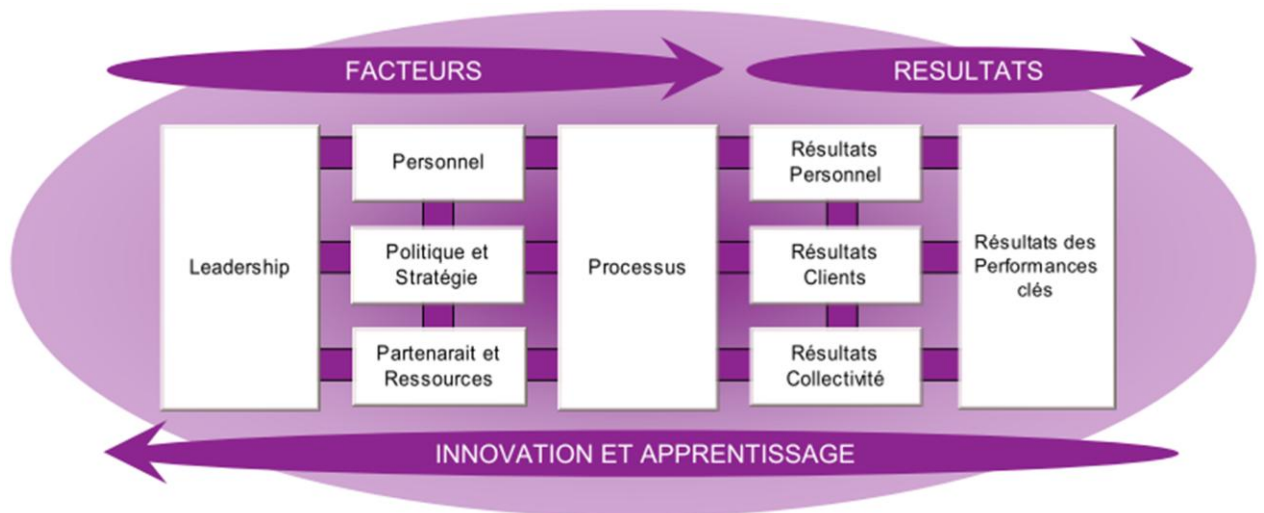 FACTEURS
RESULTATS
Leadership
Personnel
Politique et
Stratégie
Partenarait et
Ressources
Processus
Résultats
Personnel
Résultats
Clients
Résultats
Collectivité
Résultats des
Performances
clés
INNOVATION ET APPRENTISSAGE